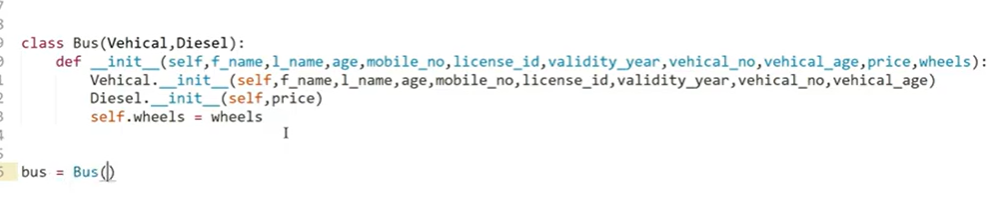 class Bus(Vehical,Diesel):
    def __init__(self,f_name,l_name,age,mobile_no,license_id,validity_year,vehical_no,vehical_age,price,wheels):
        Vehical.__init__(self,f_name,l_name,age,mobile_no,license_id,validity_year,vehical_no,vehical_age)
        Diesel.__init__(self,price)
        self.wheels = wheels
bus = Bus()